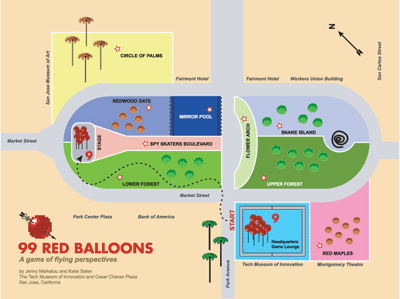 CIRCLE OF PALMS
N
San Jose Museum of Art
San Carlos Street
Fairmont Hotel
Fairmont Hotel
Workers Union Building
REDWOOD GATE
MIRROR POOL
SNAKE ISLAND
FLOWER ARCH
Market Street
STAGE
SPY SKATERS BOULEVARD
9
LOWER FOREST
UPPER FOREST
Market Street
START
Park Center Plaza
Bank of America
9
99 RED BALLOONS
A game of flying perspectives
Headquarters
Game Lounge
RED MAPLES
Park Avenue
Tech Museum of Innovation
Montgomery Theatre
by Jenny Marketou and Katie Salen
The Tech Museum of Innovation and Cesar Chavez Plaza
San Jose, California